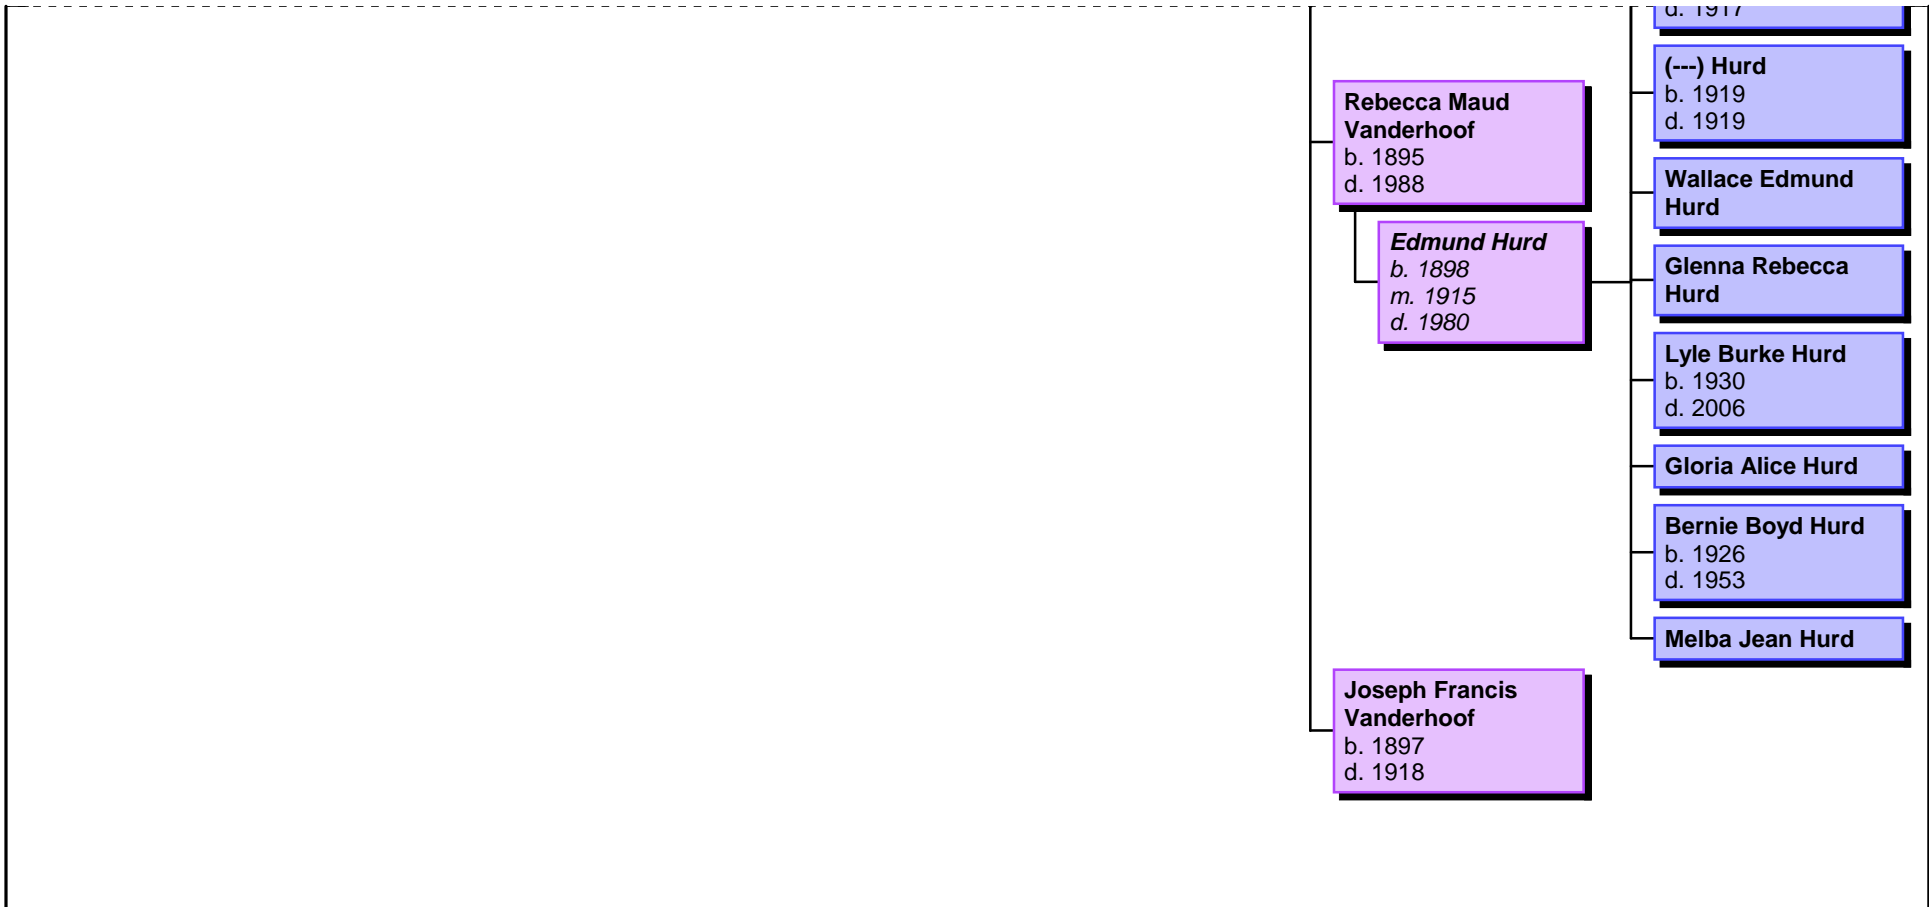 d. 1917
(---) Hurd
b. 1919
d. 1919
Rebecca Maud
Vanderhoof
b. 1895
d. 1988
Wallace Edmund
Hurd
Edmund Hurd
b. 1898
m. 1915
d. 1980
Glenna Rebecca
Hurd
Lyle Burke Hurd
b. 1930
d. 2006
Gloria Alice Hurd
Bernie Boyd Hurd
b. 1926
d. 1953
Melba Jean Hurd
Joseph Francis
Vanderhoof
b. 1897
d. 1918